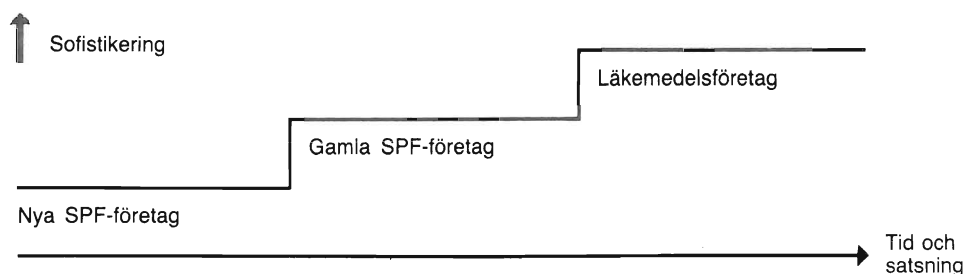 Sofistikering
Läkemedelsföretag
Gamla SPF-företag
Nya SPF-företag
Tid och
satsning